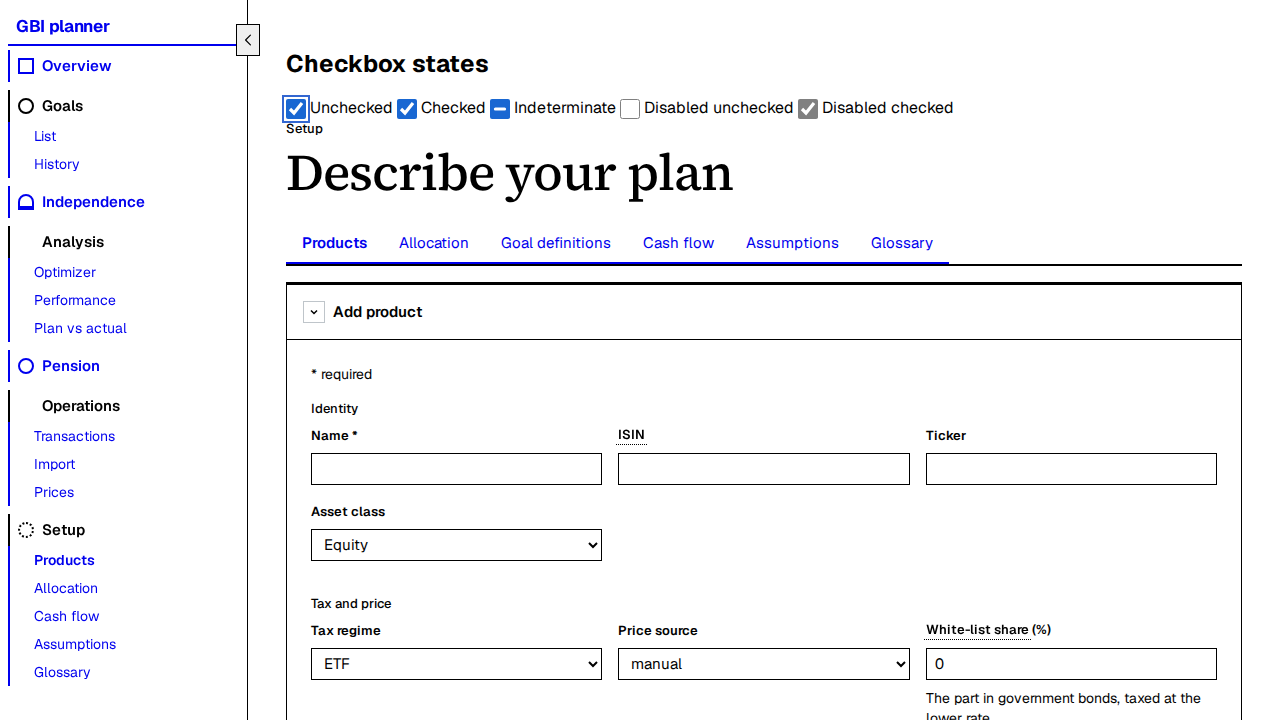 GBI planner
Overview
Goals
List
History
Independence
Analysis
Optimizer
Performance
Plan vs actual
Pension
Operations
Transactions
Import
Prices
Setup
Products
Allocation
Cash flow
Assumptions
Glossary
Checkbox states
Unchecked Checked Indeterminate Disabled unchecked Disabled checked
Setup
Describe your plan
Products Allocation Goal definitions Cash flow Assumptions Glossary
Add product
* required
Identity
Name * ISIN Ticker
Asset class
Equity
Tax and price
Tax regime Price source White-list share (%)
ETF manual 0
The part in government bonds, taxed at the
lower rate